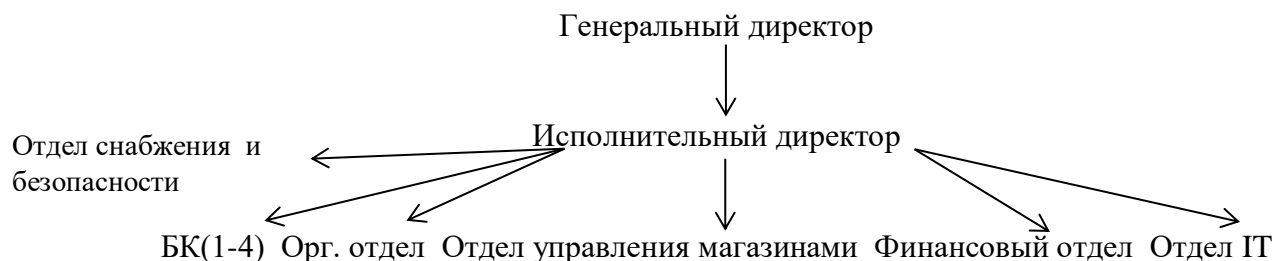 Генеральный директор
Исполнительный директор
Отдел снабжения и
безопасности
БК(1-4) Орг. отдел Отдел управления магазинами Финансовый отдел Отдел IT